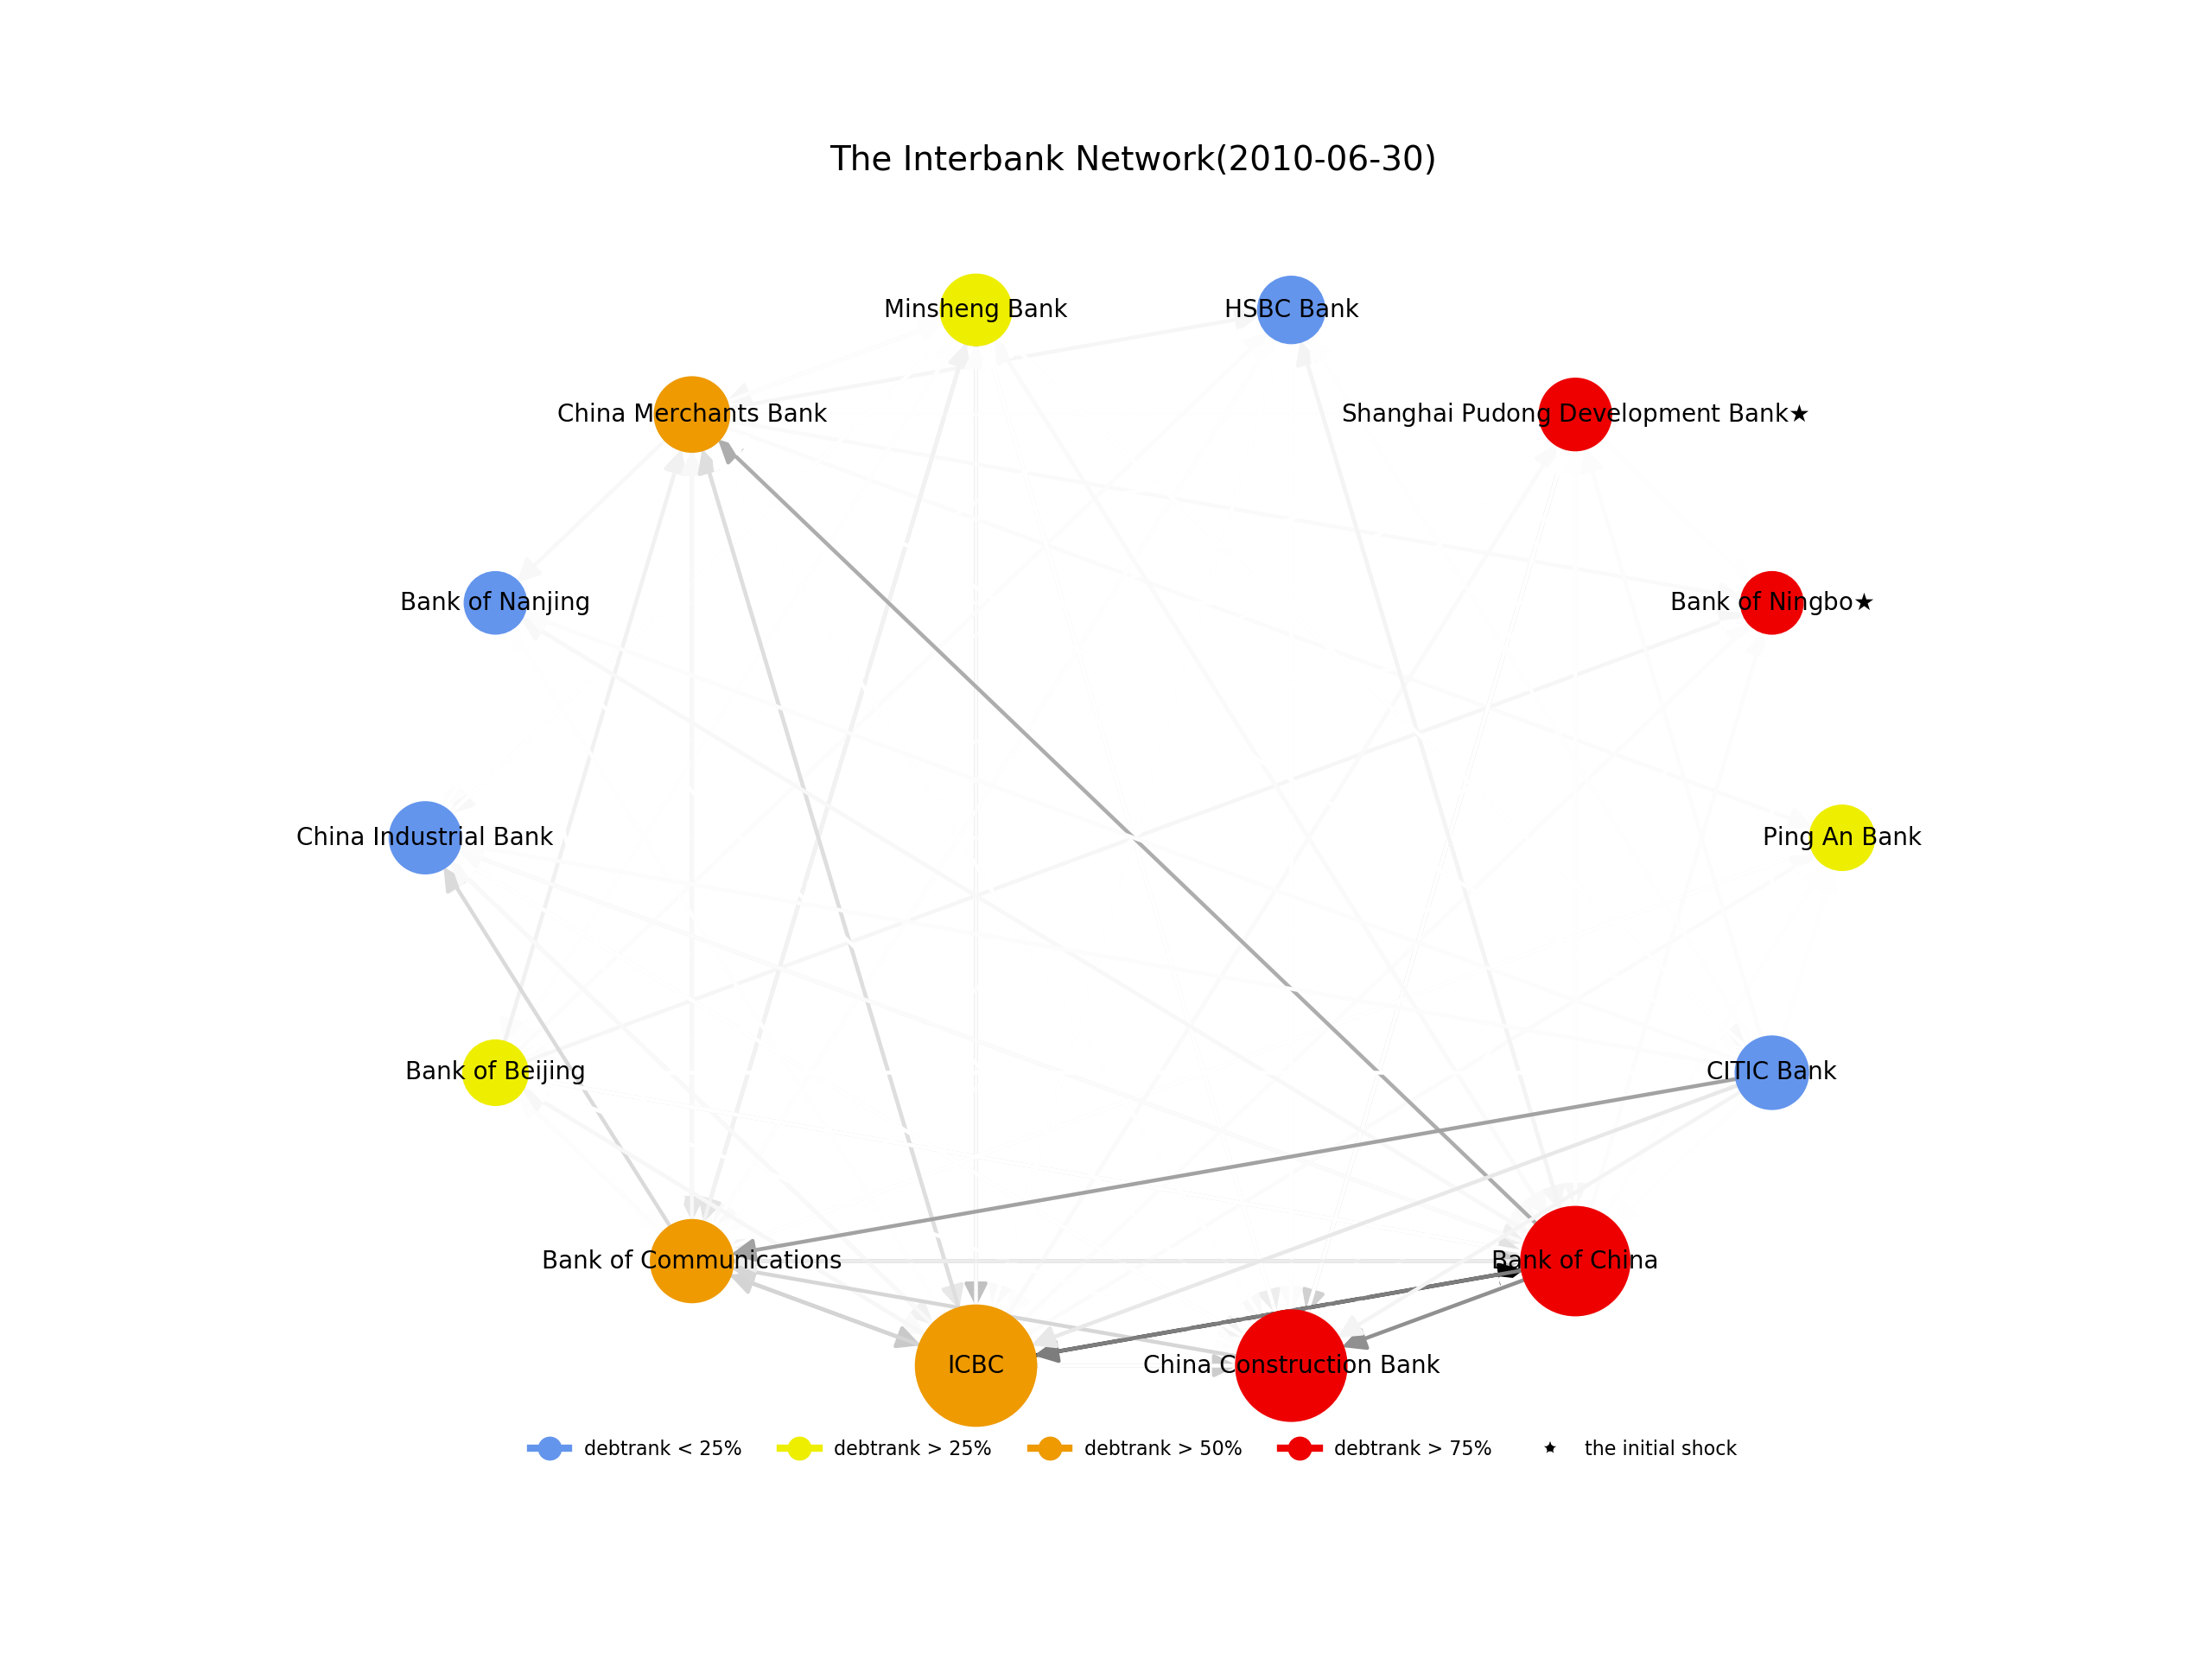 The Interbank Network(2010-06-30)
Minsheng Bank
HSBC Bank
China Merchants Bank
Shanghai Pudong Development Bank★
Bank of Nanjing
Bank of Ningbo★
China Industrial Bank
Ping An Bank
Bank of Beijing
CITIC Bank
Bank of Communications
Bank of China
ICBC
China Construction Bank
debtrank < 25%
debtrank > 25%
debtrank > 50%
debtrank > 75%
★ the initial shock